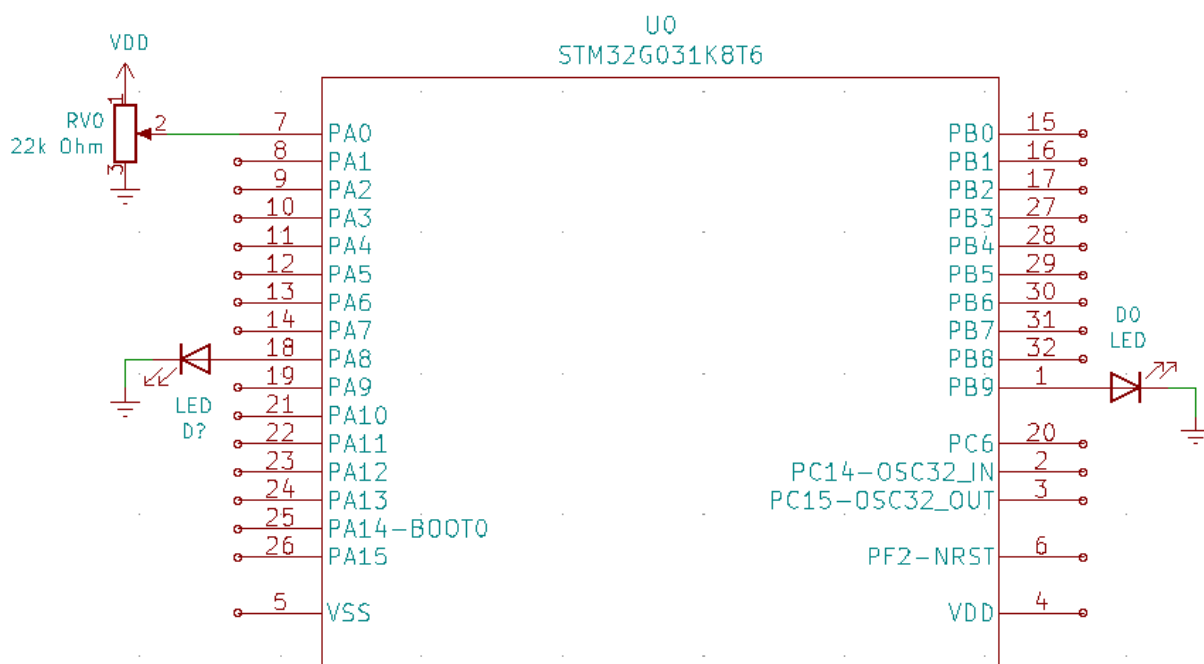 U0
STM32G031K8T6
VDD
RV0
22k Ohm
1
2
3
7 PA0
8 PA1
9 PA2
10 PA3
11 PA4
12 PA5
13 PA6
14 PA7
18 PA8
19 PA9
21 PA10
22 PA11
23 PA12
24 PA13
25 PA14-BOOT0
26 PA15
5 VSS
LED
D?
PB0 15
PB1 16
PB2 17
PB3 27
PB4 28
PB5 29
PB6 30
PB7 31
PB8 32
PB9 1
PC6 20
PC14-OSC32_IN 2
PC15-OSC32_OUT 3
PF2-NRST 6
VDD 4
D0
LED